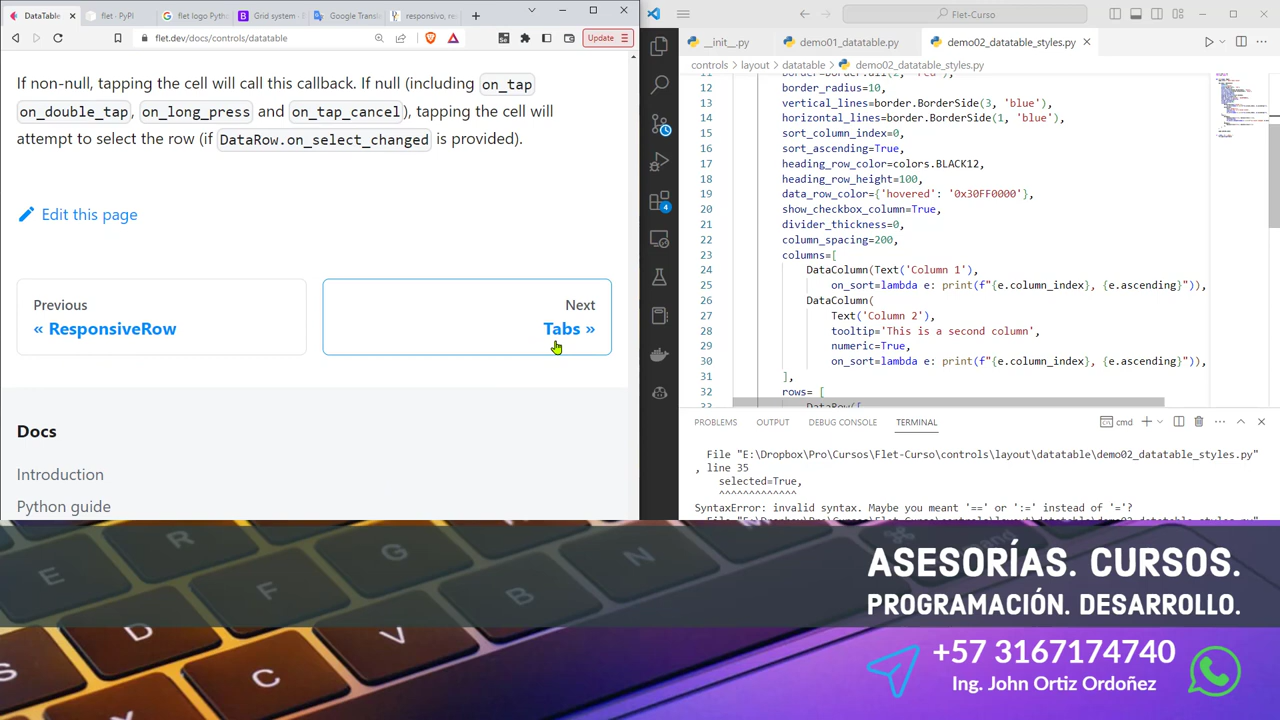 DataTable
flet - PyPI
flet logo Pyth
Grid system -
Google Trans
responsivo, re
flet.dev/docs/controls/datatable
Update
If non-null, tapping the cell will call this callback. If null (including on_tap
on_double_tap, on_long_press and on_tap_cancel), tapping the cell will
attempt to select the row (if DataRow.on_select_changed is provided).
Edit this page
Previous
« ResponsiveRow
Next
Tabs »
Docs
Introduction
Python guide
Flet-Curso
__init__.py
demo01_datatable.py
demo02_datatable_styles.py
controls > layout > datatable > demo02_datatable_styles.py
12 border_radius=10,
13 vertical_lines=border.BorderSide(3, 'blue'),
14 horizontal_lines=border.BorderSide(1, 'blue'),
15 sort_column_index=0,
16 sort_ascending=True,
17 heading_row_color=colors.BLACK12,
18 heading_row_height=100,
19 data_row_color={'hovered': '0x30FF0000'},
20 show_checkbox_column=True,
21 divider_thickness=0,
22 column_spacing=200,
23 columns=[
24 DataColumn(Text('Column 1'),
25 on_sort=lambda e: print(f"{e.column_index}, {e.ascending}")),
26 DataColumn(
27 Text('Column 2'),
28 tooltip='This is a second column',
29 numeric=True,
30 on_sort=lambda e: print(f"{e.column_index}, {e.ascending}")),
31 ],
32 rows= [
PROBLEMS OUTPUT DEBUG CONSOLE TERMINAL
cmd
File "E:\Dropbox\Pro\Cursos\Flet-Curso\controls\layout\datatable\demo02_datatable_styles.py"
, line 35
selected=True,
^^^^^^^^^^^^^
SyntaxError: invalid syntax. Maybe you meant '==' or ':=' instead of '='?
ASESORÍAS. CURSOS.
PROGRAMACIÓN. DESARROLLO.
+57 3167174740
Ing. John Ortiz Ordoñez